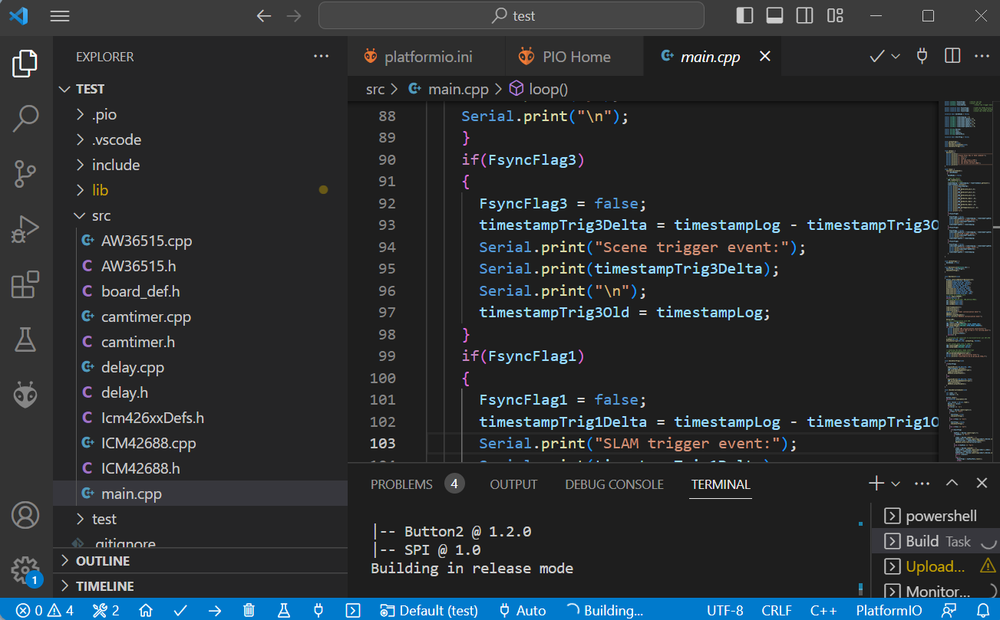 test
EXPLORER
TEST
.pio
.vscode
include
lib
src
AW36515.cpp
AW36515.h
board_def.h
camtimer.cpp
camtimer.h
delay.cpp
delay.h
Icm426xxDefs.h
ICM42688.cpp
ICM42688.h
main.cpp
test
.gitignore
OUTLINE
TIMELINE
platformio.ini
PIO Home
main.cpp
src > main.cpp > loop()
88 Serial.print("\n");
89 }
90 if(FsyncFlag3)
91 {
92 FsyncFlag3 = false;
93 timestampTrig3Delta = timestampLog - timestampTrig3O
94 Serial.print("Scene trigger event:");
95 Serial.print(timestampTrig3Delta);
96 Serial.print("\n");
97 timestampTrig3Old = timestampLog;
98 }
99 if(FsyncFlag1)
100 {
101 FsyncFlag1 = false;
102 timestampTrig1Delta = timestampLog - timestampTrig1O
103 Serial.print("SLAM trigger event:");
PROBLEMS 4 OUTPUT DEBUG CONSOLE TERMINAL
|-- Button2 @ 1.2.0
|-- SPI @ 1.0
Building in release mode
powershell
Build Task
Upload...
Monitor...
1
0 4 2 Default (test) Auto Building... UTF-8 CRLF C++ PlatformIO